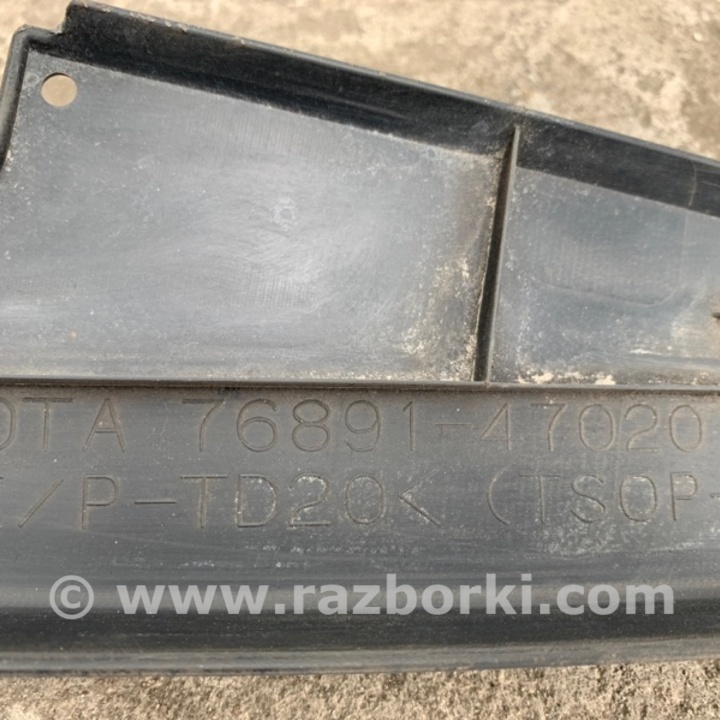 OTA 76891-47020
E/P-TD20< (TSOP-
© www.razborki.com